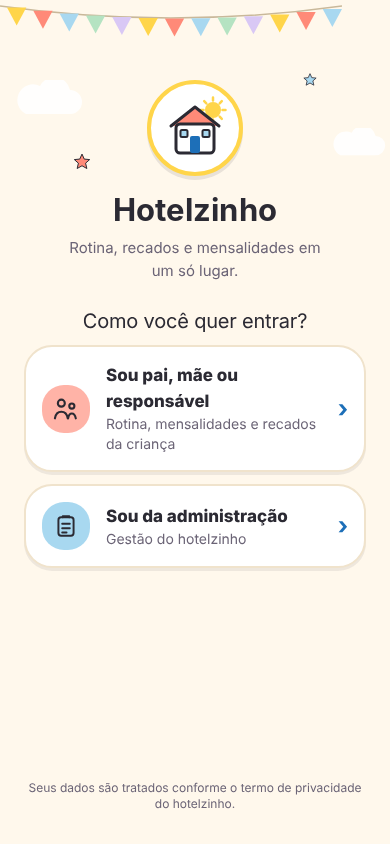 Hotelzinho
Rotina, recados e mensalidades em
um só lugar.
Como você quer entrar?
Sou pai, mãe ou
responsável
Rotina, mensalidades e recados
da criança
Sou da administração
Gestão do hotelzinho
Seus dados são tratados conforme o termo de privacidade
do hotelzinho.